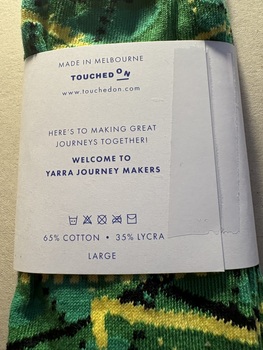 MADE IN MELBOURNE
TOUCHED ON
www.touchedon.com
HERE'S TO MAKING GREAT
JOURNEYS TOGETHER!
WELCOME TO
YARRA JOURNEY MAKERS
65% COTTON • 35% LYCRA
LARGE